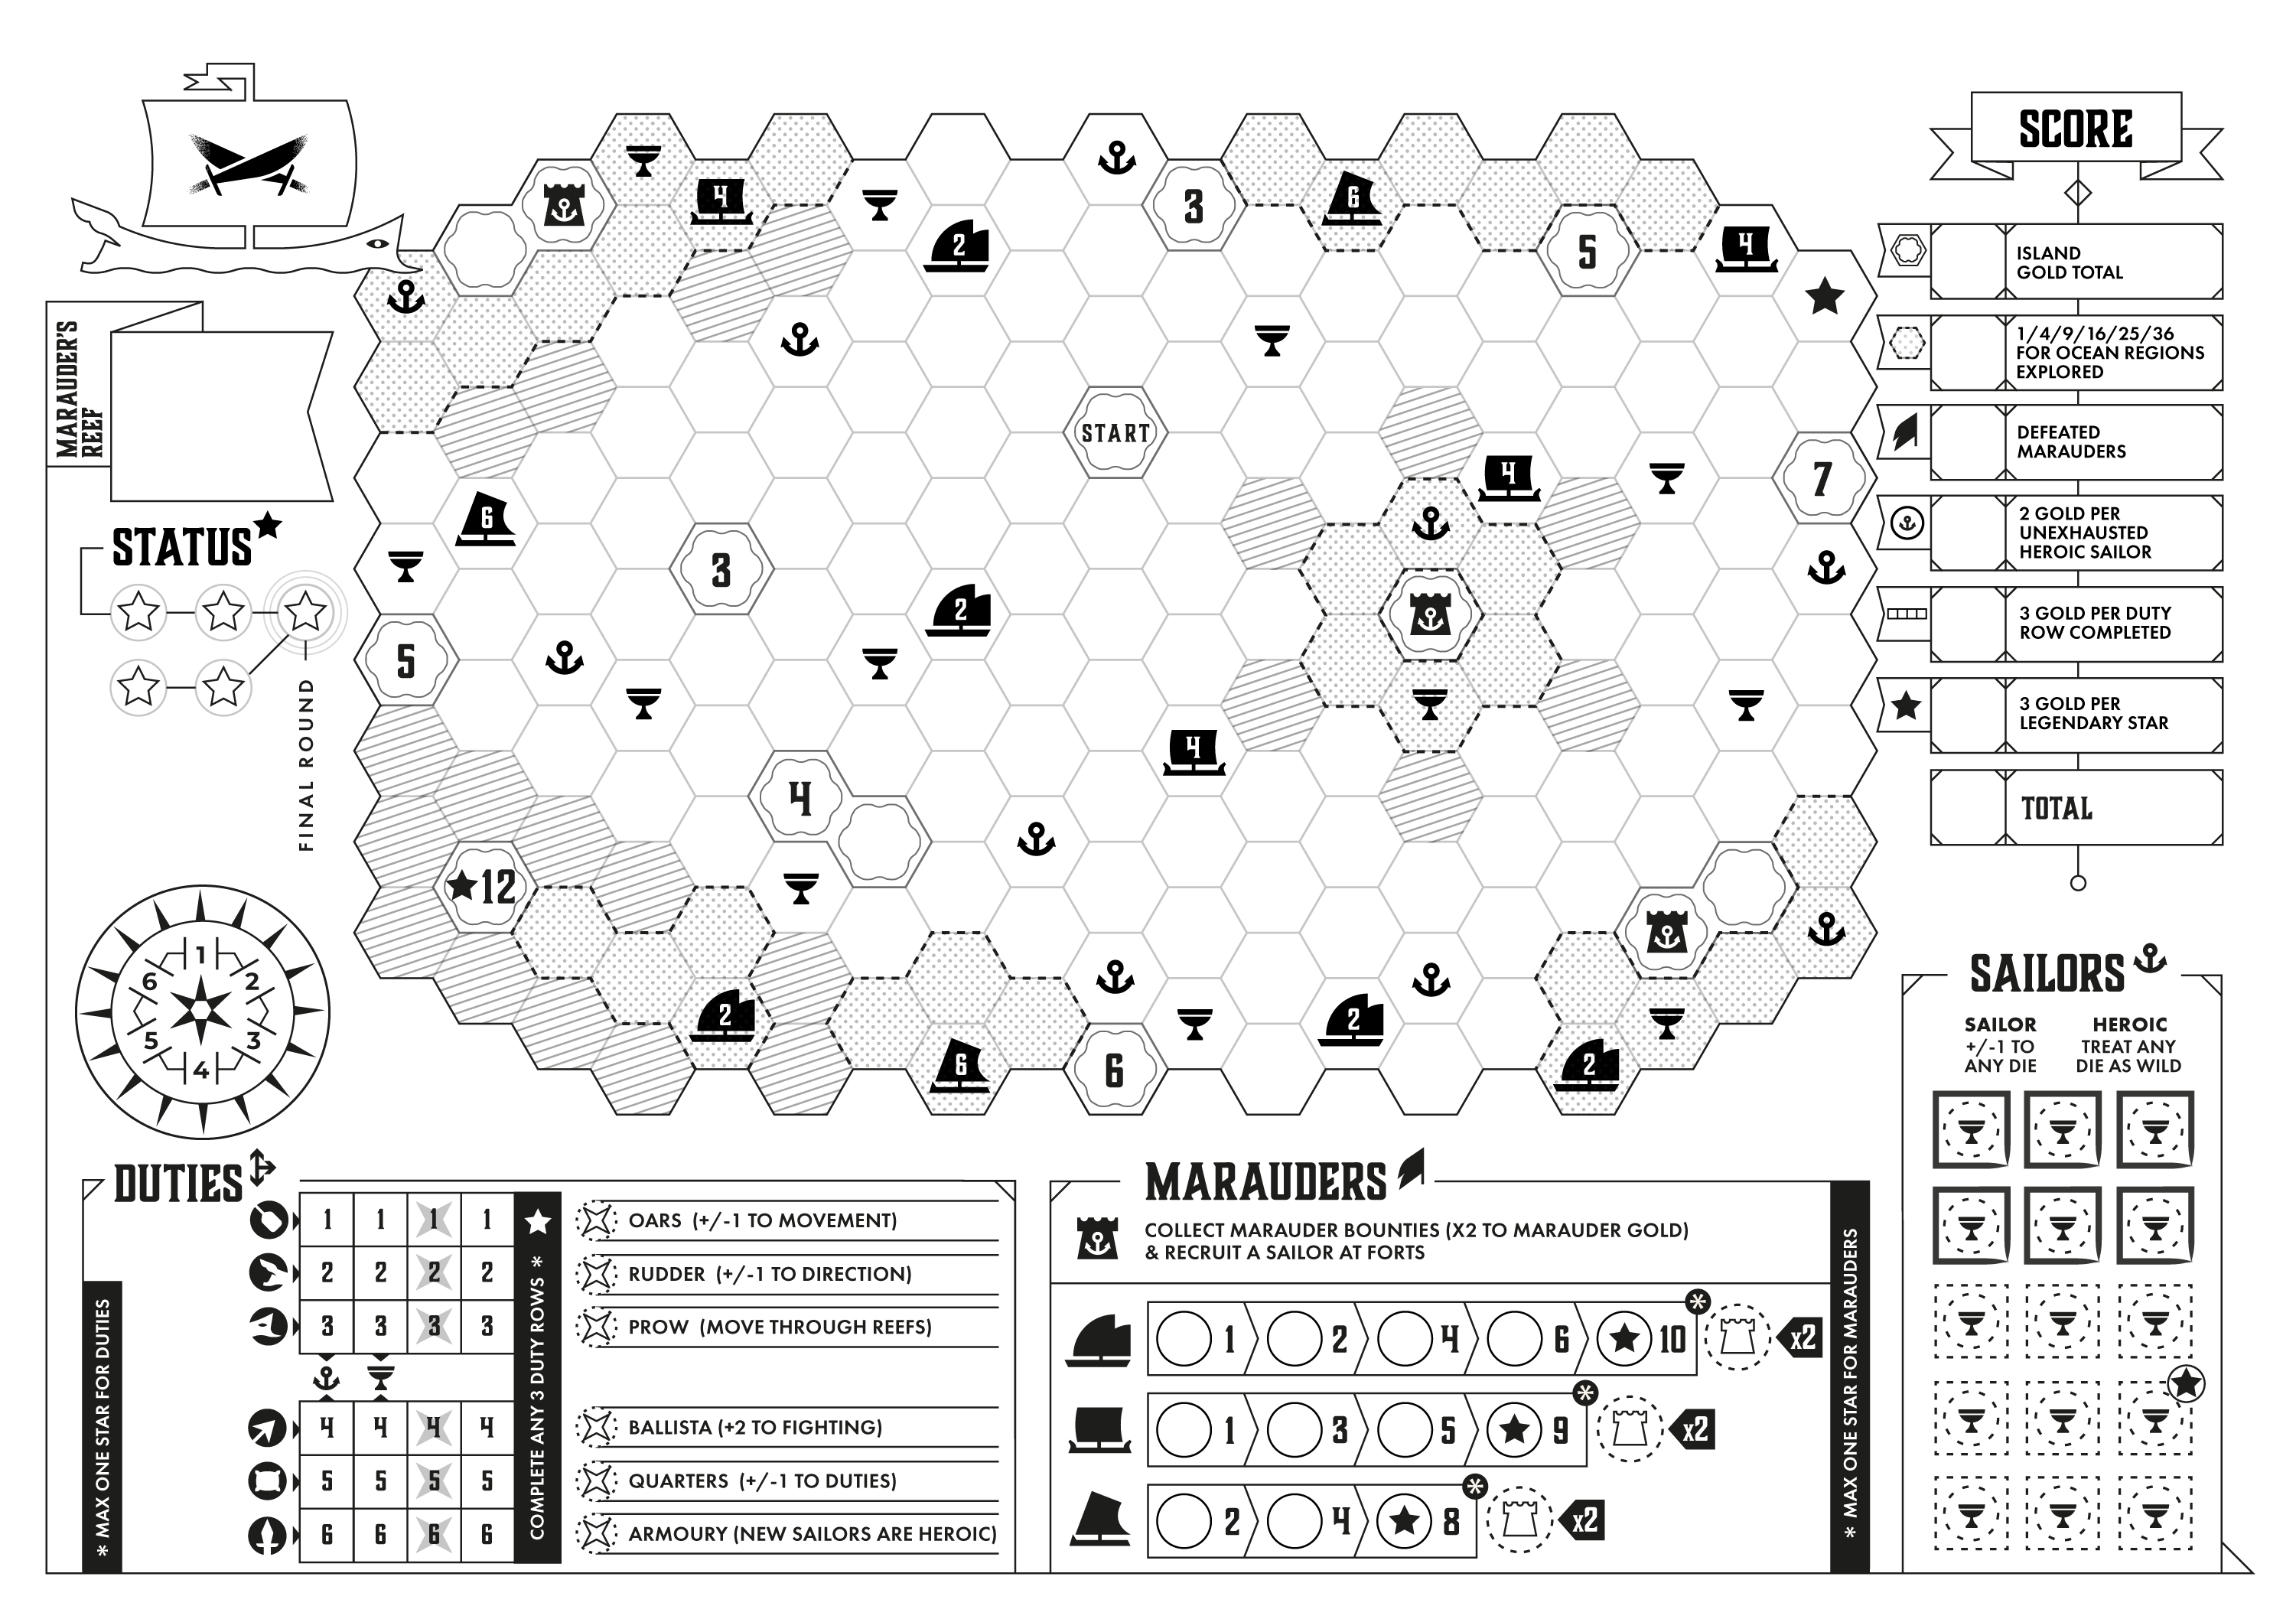 SCORE
ISLAND
GOLD TOTAL
1/4/9/16/25/36
FOR OCEAN REGIONS
EXPLORED
DEFEATED
MARAUDERS
2 GOLD PER
UNEXHAUSTED
HEROIC SAILOR
3 GOLD PER DUTY
ROW COMPLETED
3 GOLD PER
LEGENDARY STAR
TOTAL
MARAUDER'S
REEF
STATUS
FINAL ROUND
4
3
6
2
5
4
START
4
7
6
3
2
5
4
4
12
2
2
6
6
2
1
6 2
5 3
4
SAILORS
SAILOR
+/-1 TO
ANY DIE
HEROIC
TREAT ANY
DIE AS WILD
DUTIES
* MAX ONE STAR FOR DUTIES
1 1 1 1
2 2 2 2
3 3 3 3
4 4 4 4
5 5 5 5
6 6 6 6
COMPLETE ANY 3 DUTY ROWS *
OARS (+/-1 TO MOVEMENT)
RUDDER (+/-1 TO DIRECTION)
PROW (MOVE THROUGH REEFS)
BALLISTA (+2 TO FIGHTING)
QUARTERS (+/-1 TO DUTIES)
ARMOURY (NEW SAILORS ARE HEROIC)
MARAUDERS
COLLECT MARAUDER BOUNTIES (X2 TO MARAUDER GOLD)
& RECRUIT A SAILOR AT FORTS
1 2 4 6 10 * x2
1 3 5 9 * x2
2 4 8 * x2
* MAX ONE STAR FOR MARAUDERS